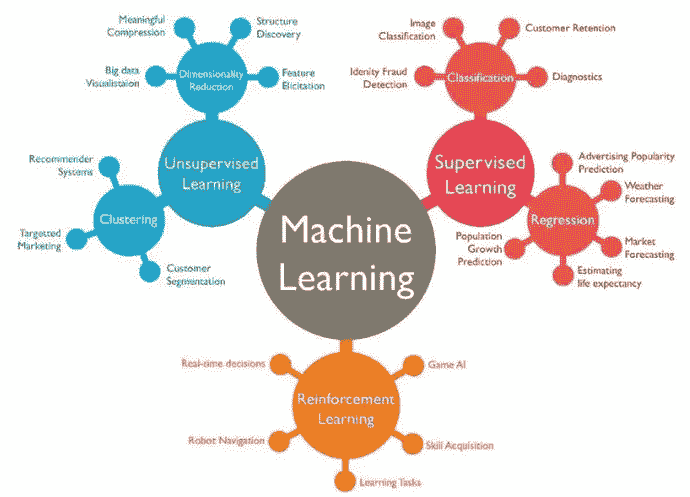 Meaningful
Compression
Structure
Discovery
Big data
Visualistaion
Dimensionality
Reduction
Feature
Elicitation
Unsupervised
Learning
Recommender
Systems
Clustering
Targetted
Marketing
Customer
Segmentation
Machine
Learning
Image
Classification
Customer Retention
Idenity Fraud
Detection
Classification
Diagnostics
Supervised
Learning
Advertising Popularity
Prediction
Weather
Forecasting
Regression
Population
Growth
Prediction
Market
Forecasting
Estimating
life expectancy
Real-time decisions
Game AI
Reinforcement
Learning
Robot Navigation
Skill Acquisition
Learning Tasks